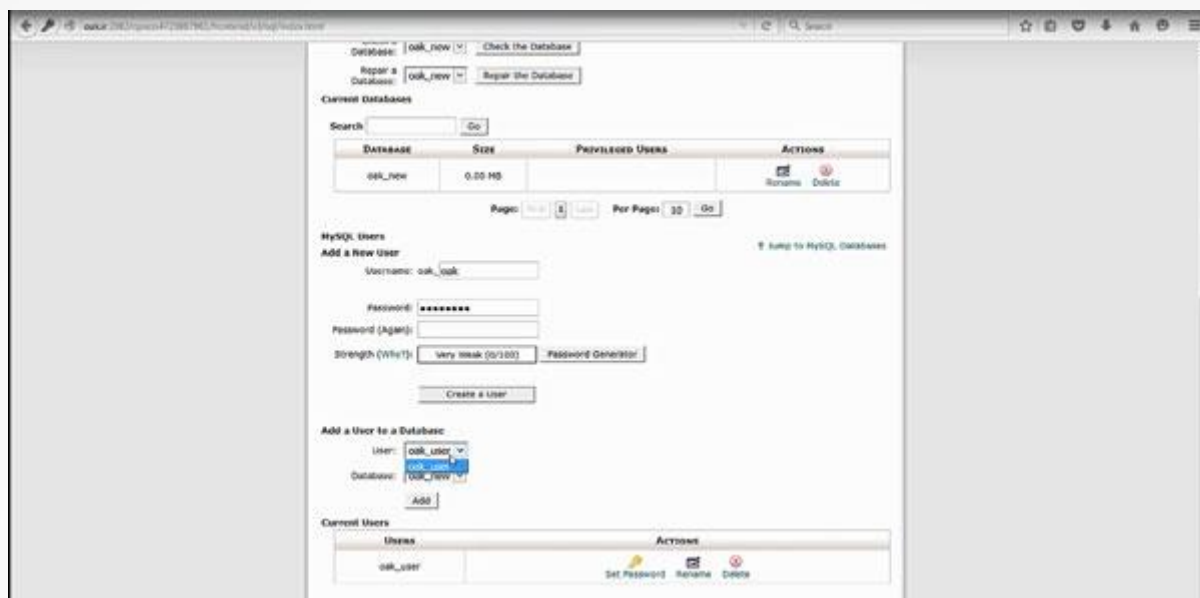 Search
Database: oak_new Check the Database
Repair a Database: oak_new Repair the Database
Current Databases
Search Go
DATABASE SIZE PRIVILEGED USERS ACTIONS
oak_new 0.00 MB Rename Delete
Page: 1 Per Page: 10 Go
MySQL Users
Jump to MySQL Databases
Add a New User
Username: oak_ oak
Password:
Password (Again):
Strength (Why?): Very Weak (0/100) Password Generator
Create a User
Add a User to a Database
User: oak_user
oak_user
Database: oak_new
Add
Current Users
USERS ACTIONS
oak_user Set Password Rename Delete